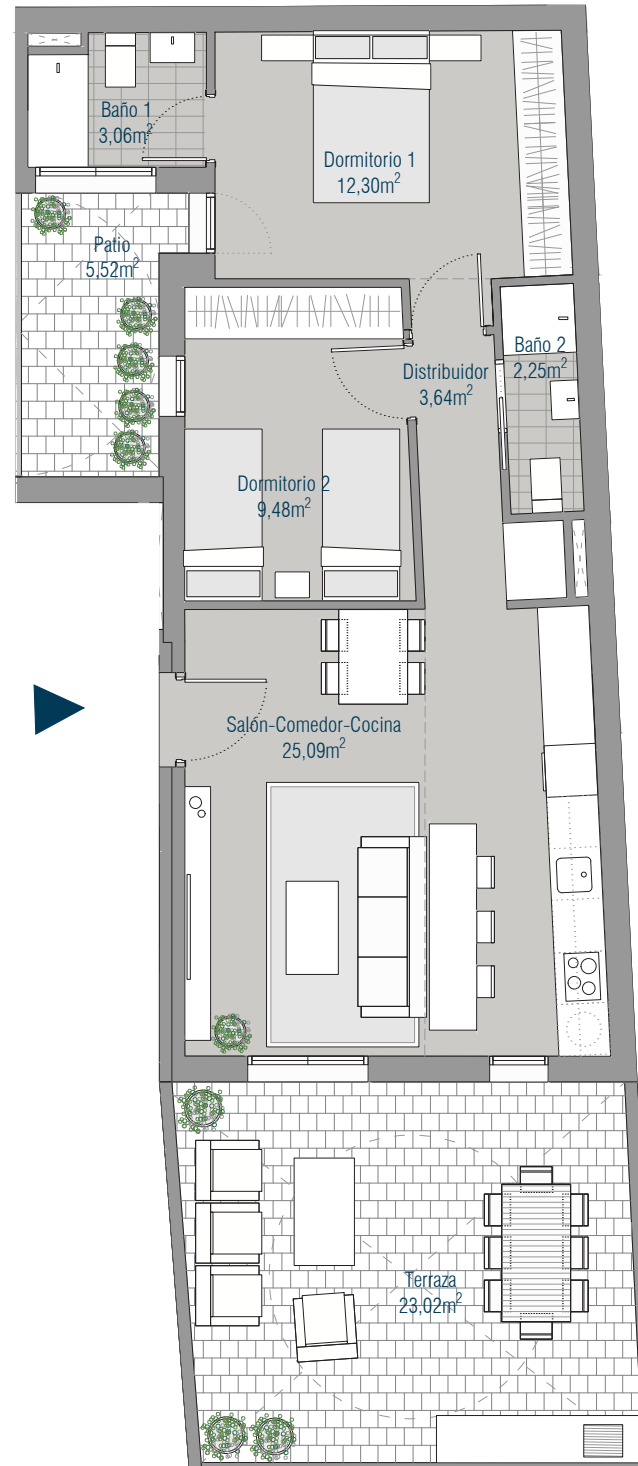 Baño 1
3,06m²
Dormitorio 1
12,30m²
Patio
5,52m²
Baño 2
2,25m²
Distribuidor
3,64m²
Dormitorio 2
9,48m²
Salón-Comedor-Cocina
25,09m²
Terraza
23,02m²